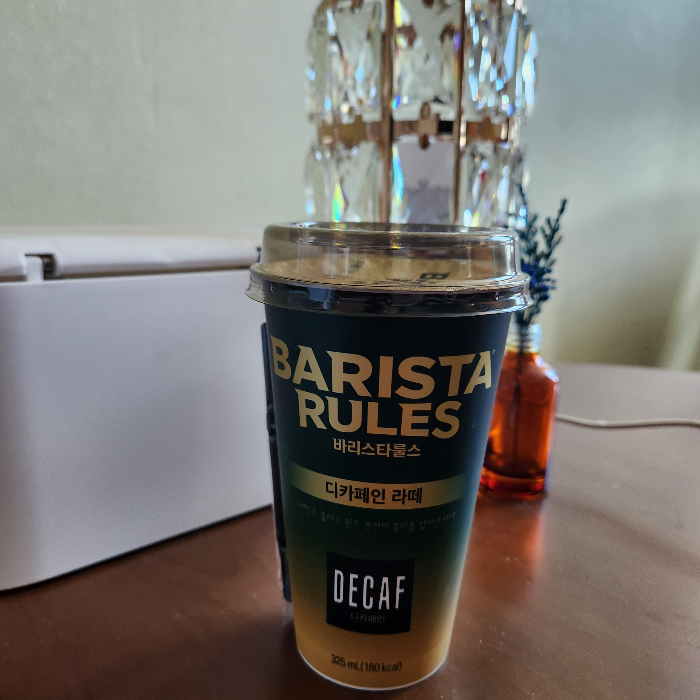 BARISTA
RULES
바리스타룰스
디카페인 라떼
DECAF
디카페인
325 mL(180 kcal)